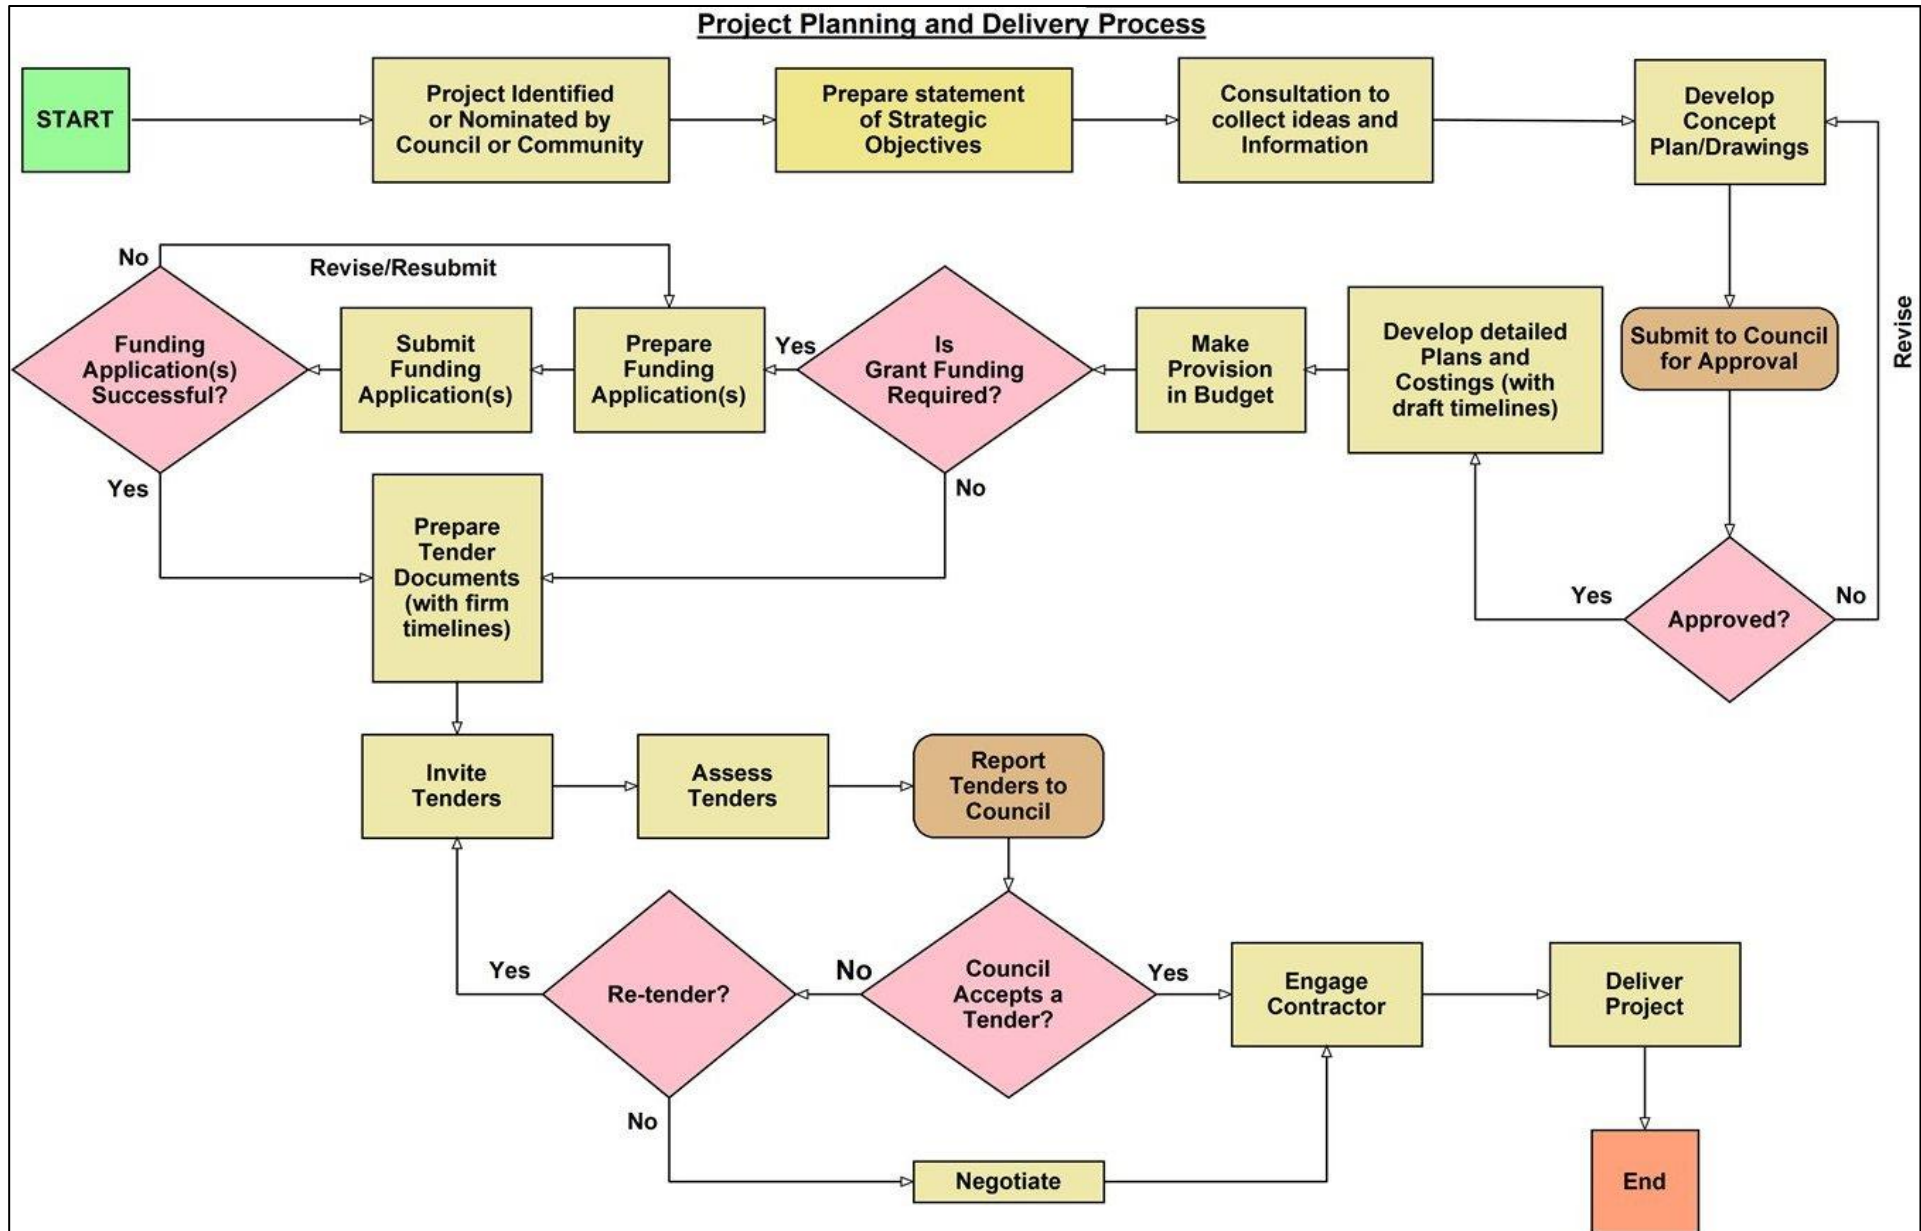 Project Planning and Delivery Process
START
Project Identified
or Nominated by
Council or Community
Prepare statement
of Strategic
Objectives
Consultation to
collect ideas and
Information
Develop
Concept
Plan/Drawings
Revise
Submit to Council
for Approval
Approved?
No
Yes
Develop detailed
Plans and
Costings (with
draft timelines)
Make
Provision
in Budget
Is
Grant Funding
Required?
Yes
No
Prepare
Funding
Application(s)
Submit
Funding
Application(s)
Revise/Resubmit
No
Funding
Application(s)
Successful?
Yes
Prepare
Tender
Documents
(with firm
timelines)
Invite
Tenders
Assess
Tenders
Report
Tenders to
Council
Council
Accepts a
Tender?
No
Yes
Re-tender?
Yes
No
Negotiate
Engage
Contractor
Deliver
Project
End